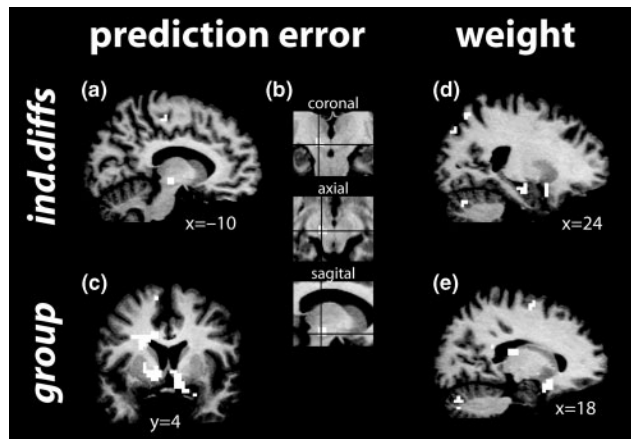 prediction error weight
ind.diffs
(a)
(b)
(d)
coronal
axial
sagital
x=–10
x=24
group
(c)
(e)
y=4
x=18